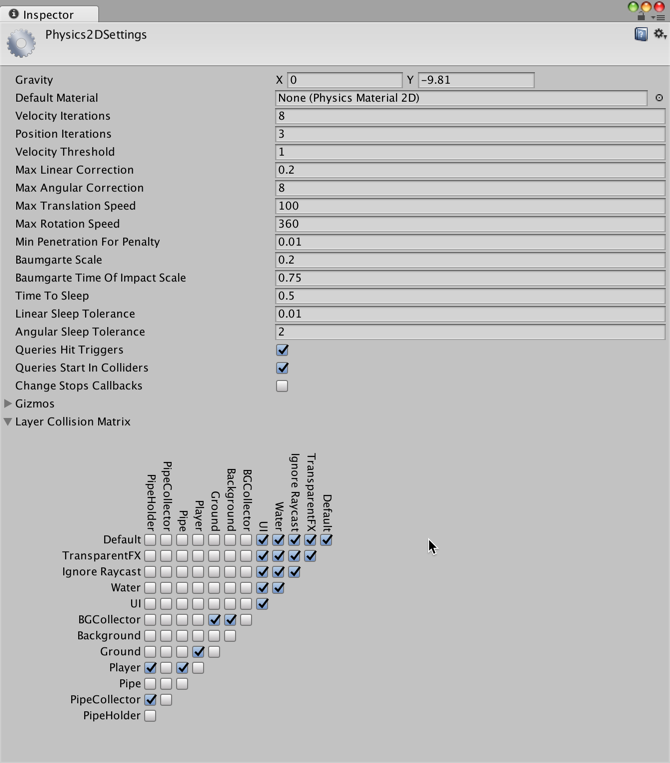 Inspector
Physics2DSettings
Gravity X 0 Y -9.81
Default Material None (Physics Material 2D)
Velocity Iterations 8
Position Iterations 3
Velocity Threshold 1
Max Linear Correction 0.2
Max Angular Correction 8
Max Translation Speed 100
Max Rotation Speed 360
Min Penetration For Penalty 0.01
Baumgarte Scale 0.2
Baumgarte Time Of Impact Scale 0.75
Time To Sleep 0.5
Linear Sleep Tolerance 0.01
Angular Sleep Tolerance 2
Queries Hit Triggers
Queries Start In Colliders
Change Stops Callbacks
Gizmos
Layer Collision Matrix
PipeHolder
PipeCollector
Pipe
Player
Ground
Background
BGCollector
UI
Water
Ignore Raycast
TransparentFX
Default
Default
TransparentFX
Ignore Raycast
Water
UI
BGCollector
Background
Ground
Player
Pipe
PipeCollector
PipeHolder